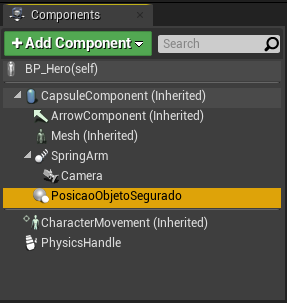 Components
+ Add Component
Search
BP_Hero(self)
CapsuleComponent (Inherited)
ArrowComponent (Inherited)
Mesh (Inherited)
SpringArm
Camera
PosicaoObjetoSegurado
CharacterMovement (Inherited)
PhysicsHandle